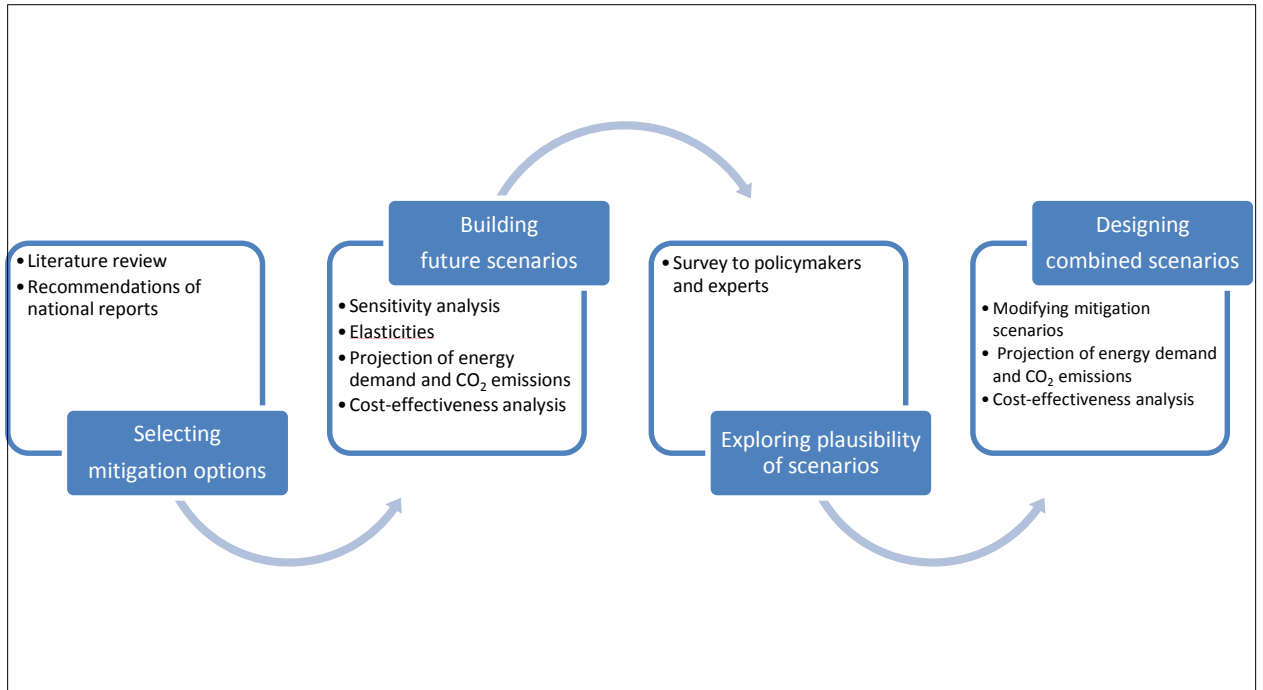 • Literature review
• Recommendations of
national reports
Selecting
mitigation options
Building
future scenarios
• Sensitivity analysis
• Elasticities
• Projection of energy
demand and CO₂ emissions
• Cost-effectiveness analysis
• Survey to policymakers
and experts
Exploring plausibility
of scenarios
Designing
combined scenarios
• Modifying mitigation
scenarios
• Projection of energy demand
and CO₂ emissions
• Cost-effectiveness analysis